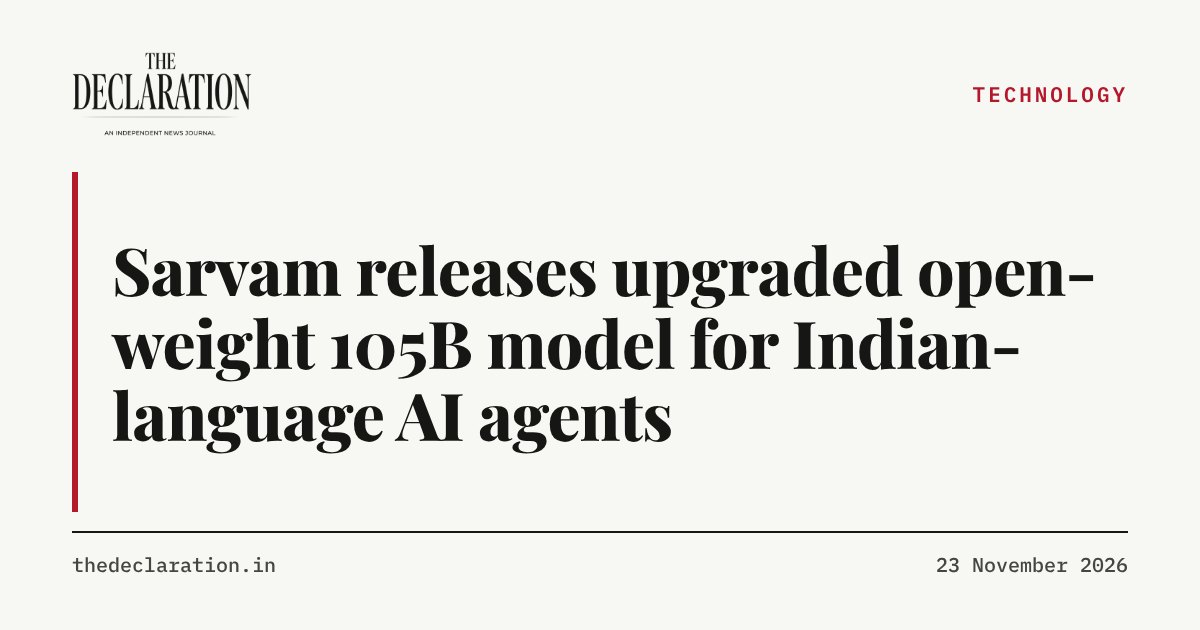 THE
DECLARATION
AN INDEPENDENT NEWS JOURNAL
TECHNOLOGY
Sarvam releases upgraded open-
weight 105B model for Indian-
language AI agents
thedeclaration.in
23 November 2026